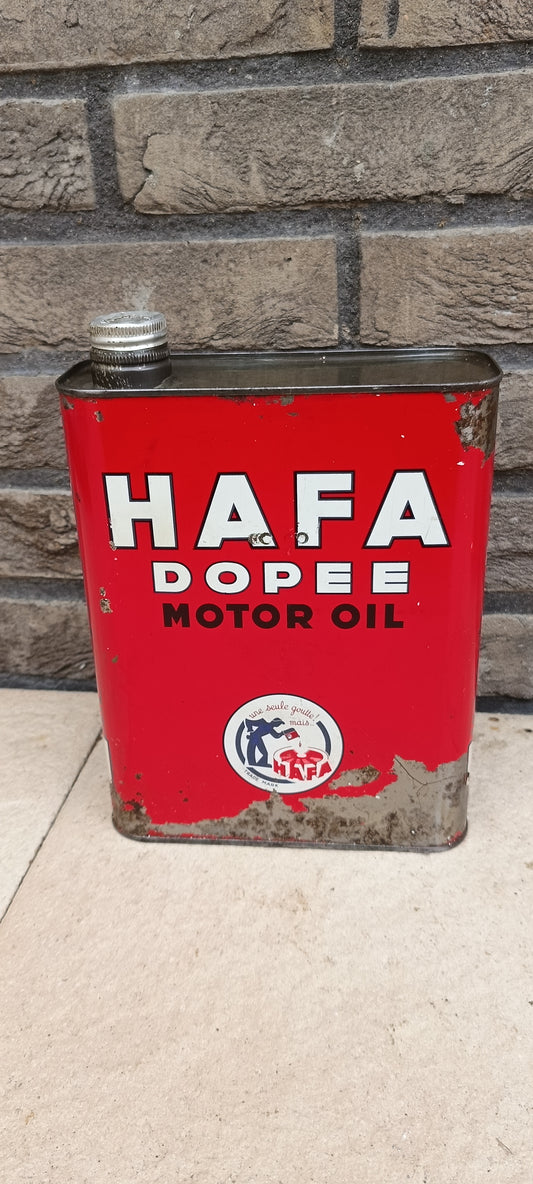 HAFA
DOPEE
MOTOR OIL
une seule goutte!
mais..
HAFA
TRADE MARK